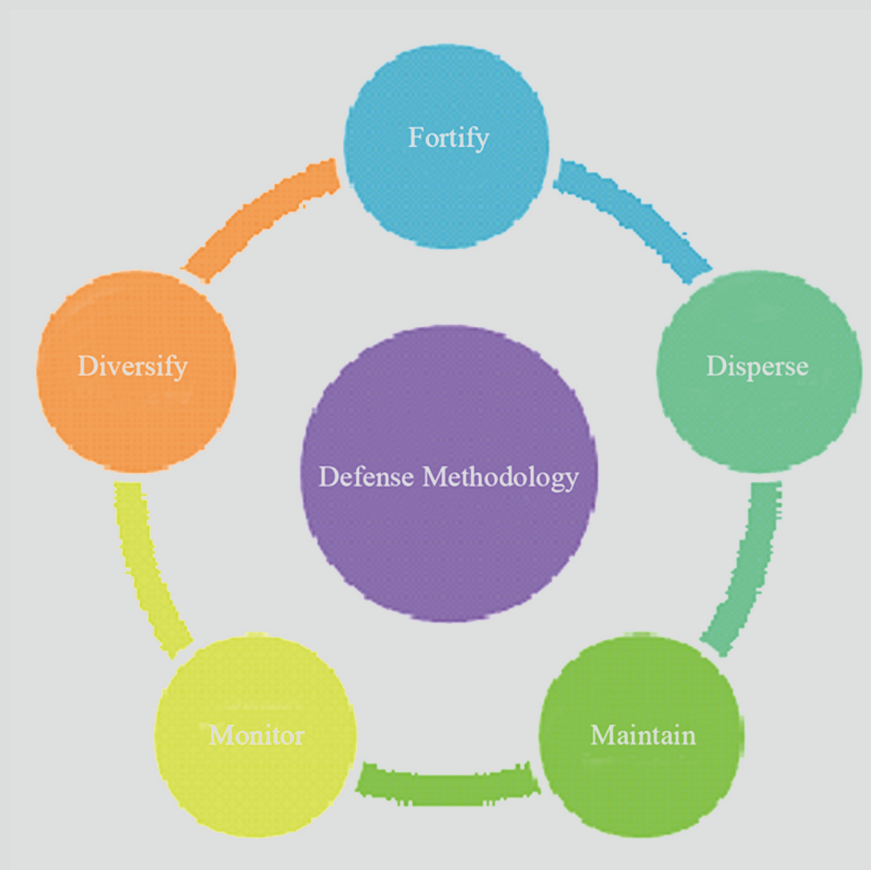 Fortify
Diversify
Disperse
Defense Methodology
Monitor
Maintain